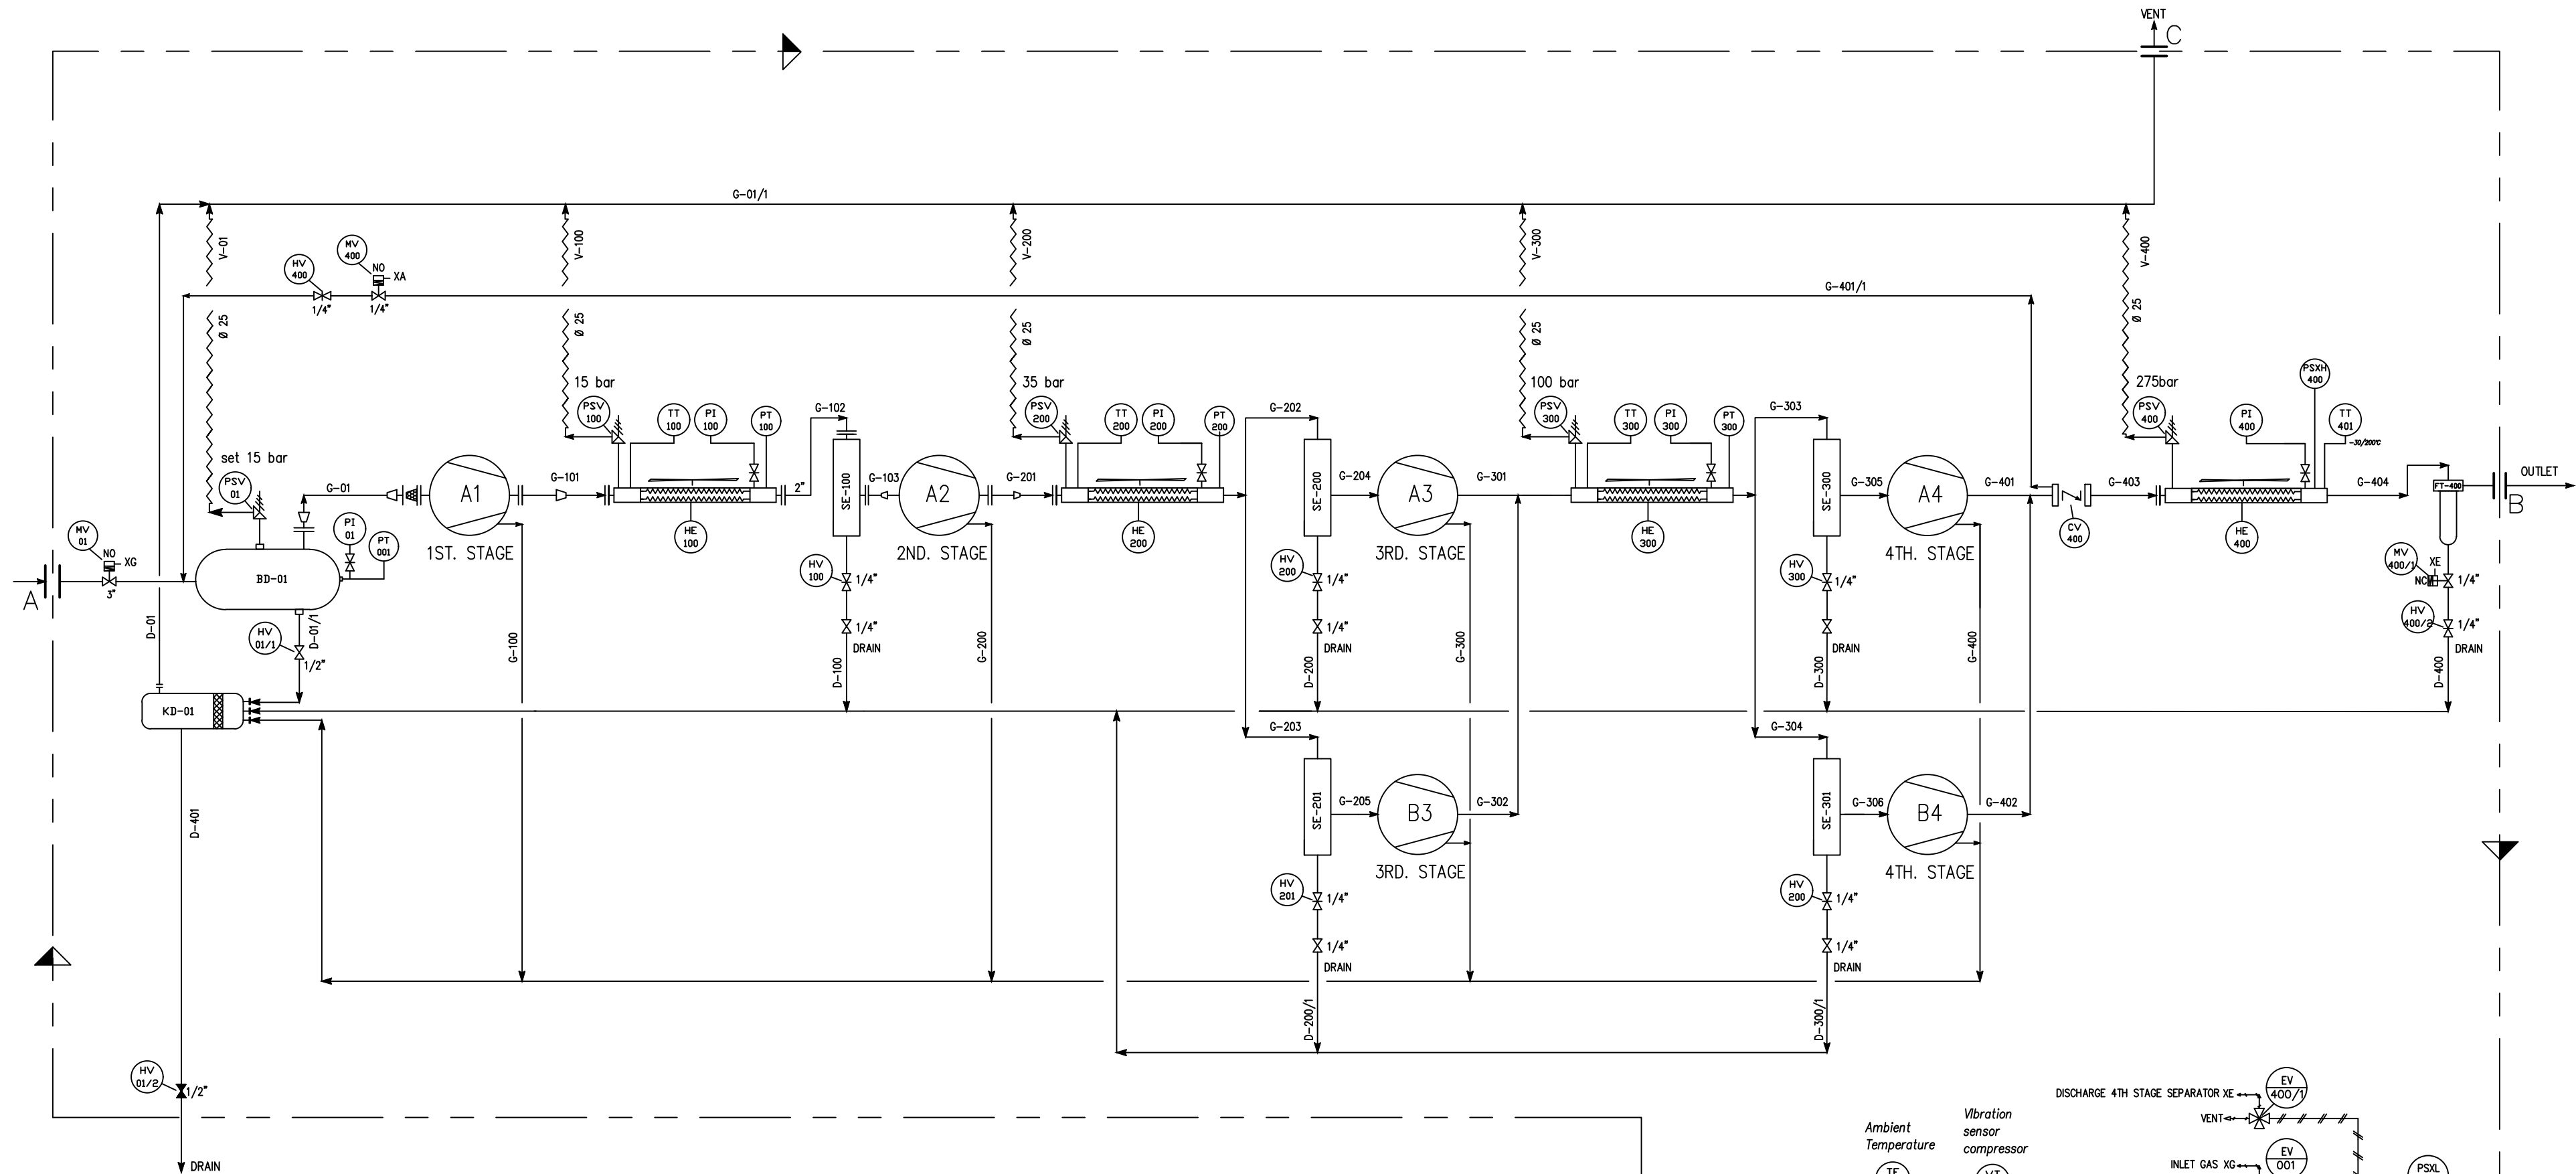 VENT
C
G-01/1
V-01
V-100
V-200
V-300
V-400
MV
400
HV
400
NO
XA
1/4"
1/4"
G-401/1
Ø 25
Ø 25
Ø 25
Ø 25
Ø 25
15 bar
35 bar
100 bar
275bar
PSV
100
TT
100
PI
100
PT
100
G-102
PSV
200
TT
200
PI
200
PT
200
G-202
PSV
300
TT
300
PI
300
PT
300
G-303
PSV
400
PI
400
PSXH
400
TT
401
-30/200°C
set 15 bar
PSV
01
G-01
A1
G-101
2"
SE-100
G-103
A2
G-201
SE-200
G-204
A3
G-301
SE-300
G-305
A4
G-401
G-403
G-404
FT-400
OUTLET
B
1ST. STAGE
HE
100
2ND. STAGE
HE
200
3RD. STAGE
HE
300
4TH. STAGE
CV
400
HE
400
MV
01
NO
XG
3"
A
BD-01
PI
01
PT
001
HV
100
1/4"
HV
200
1/4"
HV
300
1/4"
MV
400/1
XE
NC
1/4"
D-01
HV
01/1
D-01/1
1/2"
G-100
1/4"
DRAIN
D-100
G-200
1/4"
DRAIN
D-200
G-300
DRAIN
D-300
G-400
HV
400/2
1/4"
DRAIN
D-400
KD-01
G-203
G-304
D-401
SE-201
G-205
B3
G-302
SE-301
G-306
B4
G-402
3RD. STAGE
4TH. STAGE
HV
201
1/4"
HV
200
1/4"
1/4"
DRAIN
1/4"
DRAIN
D-200/1
D-300/1
HV
01/2
1/2"
DRAIN
Ambient
Temperature
TE
Vibration
sensor
compressor
VT
DISCHARGE 4TH STAGE SEPARATOR XE
EV
400/1
VENT
INLET GAS XG
EV
001
PSXL